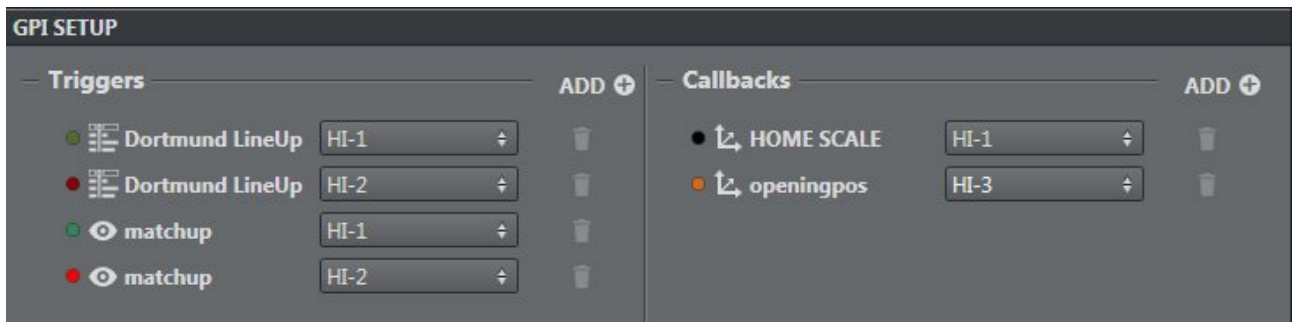 GPI SETUP
Triggers ADD
Dortmund LineUp HI-1
Dortmund LineUp HI-2
matchup HI-1
matchup HI-2
Callbacks ADD
HOME SCALE HI-1
openingpos HI-3